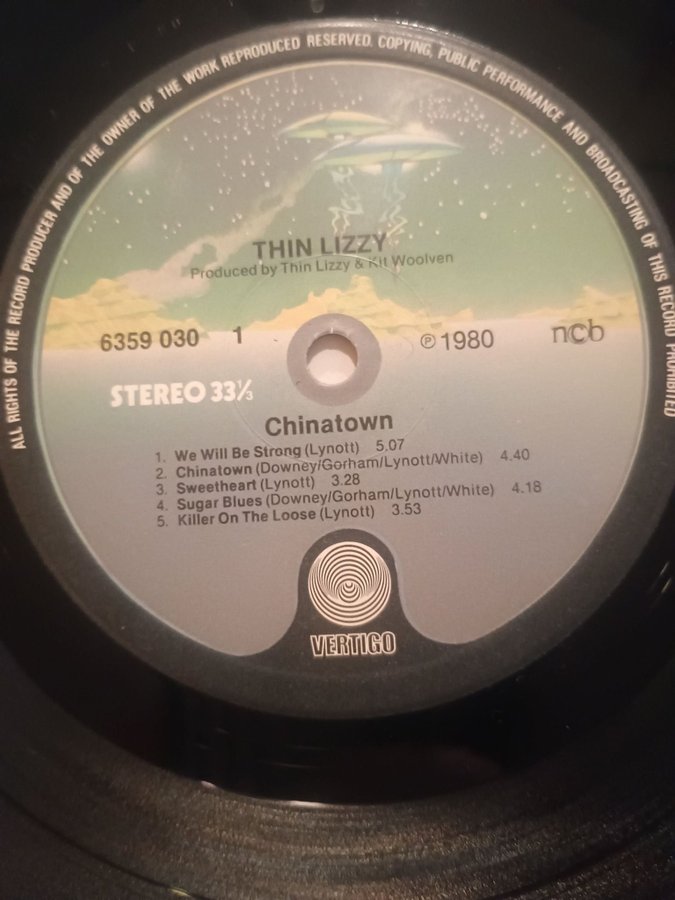 ALL RIGHTS OF THE RECORD PRODUCER AND OF THE OWNER OF THE WORK REPRODUCED RESERVED. COPYING, PUBLIC PERFORMANCE AND BROADCASTING OF THIS RECORD PROHIBITED
THIN LIZZY
Produced by Thin Lizzy & Kit Woolven
6359 030 1 ℗1980 ncb
STEREO 33⅓
Chinatown
1. We Will Be Strong (Lynott) 5.07
2. Chinatown (Downey/Gorham/Lynott/White) 4.40
3. Sweetheart (Lynott) 3.28
4. Sugar Blues (Downey/Gorham/Lynott/White) 4.18
5. Killer On The Loose (Lynott) 3.53
VERTIGO